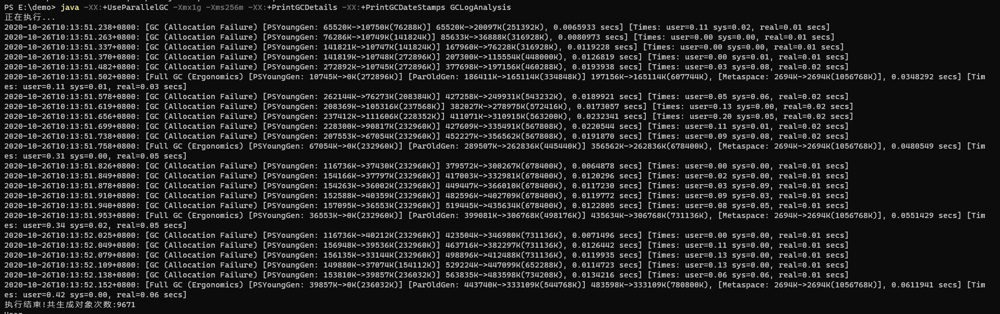 PS E:\demo> java -XX:+UseParallelGC -Xmx1g -Xms256m -XX:+PrintGCDetails -XX:+PrintGCDateStamps GCLogAnalysis
正在执行...
2020-10-26T10:13:51.238+0800: [GC (Allocation Failure) [PSYoungGen: 65520K->10750K(76288K)] 65520K->20097K(251392K), 0.0065933 secs] [Times: user=0.11 sys=0.02, real=0.01 secs]
2020-10-26T10:13:51.263+0800: [GC (Allocation Failure) [PSYoungGen: 76286K->10749K(141824K)] 85633K->36888K(316928K), 0.0080973 secs] [Times: user=0.00 sys=0.00, real=0.01 secs]
2020-10-26T10:13:51.337+0800: [GC (Allocation Failure) [PSYoungGen: 141821K->10747K(141824K)] 167960K->76228K(316928K), 0.0119228 secs] [Times: user=0.00 sys=0.00, real=0.01 secs]
2020-10-26T10:13:51.370+0800: [GC (Allocation Failure) [PSYoungGen: 141819K->10748K(272896K)] 207300K->115554K(448000K), 0.0126819 secs] [Times: user=0.00 sys=0.01, real=0.01 secs]
2020-10-26T10:13:51.482+0800: [GC (Allocation Failure) [PSYoungGen: 272892K->10745K(272896K)] 377698K->197156K(460288K), 0.0193938 secs] [Times: user=0.03 sys=0.08, real=0.02 secs]
2020-10-26T10:13:51.502+0800: [Full GC (Ergonomics) [PSYoungGen: 10745K->0K(272896K)] [ParOldGen: 186411K->165114K(334848K)] 197156K->165114K(607744K), [Metaspace: 2694K->2694K(1056768K)], 0.0348292 secs] [Tim
es: user=0.11 sys=0.01, real=0.03 secs]
2020-10-26T10:13:51.578+0800: [GC (Allocation Failure) [PSYoungGen: 262144K->76273K(208384K)] 427258K->249931K(543232K), 0.0189921 secs] [Times: user=0.05 sys=0.06, real=0.02 secs]
2020-10-26T10:13:51.619+0800: [GC (Allocation Failure) [PSYoungGen: 208369K->105316K(237568K)] 382027K->278975K(572416K), 0.0173057 secs] [Times: user=0.13 sys=0.00, real=0.02 secs]
2020-10-26T10:13:51.656+0800: [GC (Allocation Failure) [PSYoungGen: 237412K->111606K(228352K)] 411071K->310915K(563200K), 0.0232341 secs] [Times: user=0.20 sys=0.05, real=0.02 secs]
2020-10-26T10:13:51.699+0800: [GC (Allocation Failure) [PSYoungGen: 228300K->90817K(232960K)] 427609K->335491K(567808K), 0.0220544 secs] [Times: user=0.11 sys=0.01, real=0.02 secs]
2020-10-26T10:13:51.738+0800: [GC (Allocation Failure) [PSYoungGen: 207553K->67054K(232960K)] 452227K->356562K(567808K), 0.0191870 secs] [Times: user=0.09 sys=0.08, real=0.02 secs]
2020-10-26T10:13:51.758+0800: [Full GC (Ergonomics) [PSYoungGen: 67054K->0K(232960K)] [ParOldGen: 289507K->262836K(445440K)] 356562K->262836K(678400K), [Metaspace: 2694K->2694K(1056768K)], 0.0480549 secs] [Tim
es: user=0.31 sys=0.00, real=0.05 secs]
2020-10-26T10:13:51.826+0800: [GC (Allocation Failure) [PSYoungGen: 116736K->37430K(232960K)] 379572K->300267K(678400K), 0.0064878 secs] [Times: user=0.00 sys=0.00, real=0.01 secs]
2020-10-26T10:13:51.849+0800: [GC (Allocation Failure) [PSYoungGen: 154166K->37797K(232960K)] 417003K->332981K(678400K), 0.0120296 secs] [Times: user=0.02 sys=0.00, real=0.01 secs]
2020-10-26T10:13:51.878+0800: [GC (Allocation Failure) [PSYoungGen: 154263K->36002K(232960K)] 449447K->366010K(678400K), 0.0117230 secs] [Times: user=0.03 sys=0.09, real=0.01 secs]
2020-10-26T10:13:51.910+0800: [GC (Allocation Failure) [PSYoungGen: 152588K->40359K(232960K)] 482596K->402709K(678400K), 0.0119772 secs] [Times: user=0.09 sys=0.03, real=0.01 secs]
2020-10-26T10:13:51.940+0800: [GC (Allocation Failure) [PSYoungGen: 157095K->36553K(232960K)] 519445K->435634K(678400K), 0.0122805 secs] [Times: user=0.08 sys=0.05, real=0.01 secs]
2020-10-26T10:13:51.953+0800: [Full GC (Ergonomics) [PSYoungGen: 36553K->0K(232960K)] [ParOldGen: 399081K->306768K(498176K)] 435634K->306768K(731136K), [Metaspace: 2694K->2694K(1056768K)], 0.0551429 secs] [Tim
es: user=0.34 sys=0.02, real=0.05 secs]
2020-10-26T10:13:52.025+0800: [GC (Allocation Failure) [PSYoungGen: 116736K->40212K(232960K)] 423504K->346980K(731136K), 0.0071496 secs] [Times: user=0.00 sys=0.00, real=0.01 secs]
2020-10-26T10:13:52.049+0800: [GC (Allocation Failure) [PSYoungGen: 156948K->39536K(232960K)] 463716K->382297K(731136K), 0.0126442 secs] [Times: user=0.11 sys=0.00, real=0.01 secs]
2020-10-26T10:13:52.079+0800: [GC (Allocation Failure) [PSYoungGen: 156135K->33144K(232960K)] 498896K->412488K(731136K), 0.0119935 secs] [Times: user=0.13 sys=0.00, real=0.01 secs]
2020-10-26T10:13:52.109+0800: [GC (Allocation Failure) [PSYoungGen: 149880K->37074K(154112K)] 529224K->447099K(652288K), 0.0114723 secs] [Times: user=0.13 sys=0.00, real=0.01 secs]
2020-10-26T10:13:52.138+0800: [GC (Allocation Failure) [PSYoungGen: 153810K->39857K(236032K)] 563835K->483598K(734208K), 0.0134216 secs] [Times: user=0.06 sys=0.06, real=0.01 secs]
2020-10-26T10:13:52.152+0800: [Full GC (Ergonomics) [PSYoungGen: 39857K->0K(236032K)] [ParOldGen: 443740K->333109K(544768K)] 483598K->333109K(780800K), [Metaspace: 2694K->2694K(1056768K)], 0.0611941 secs] [Tim
es: user=0.42 sys=0.00, real=0.06 secs]
执行结束!共生成对象次数:9671